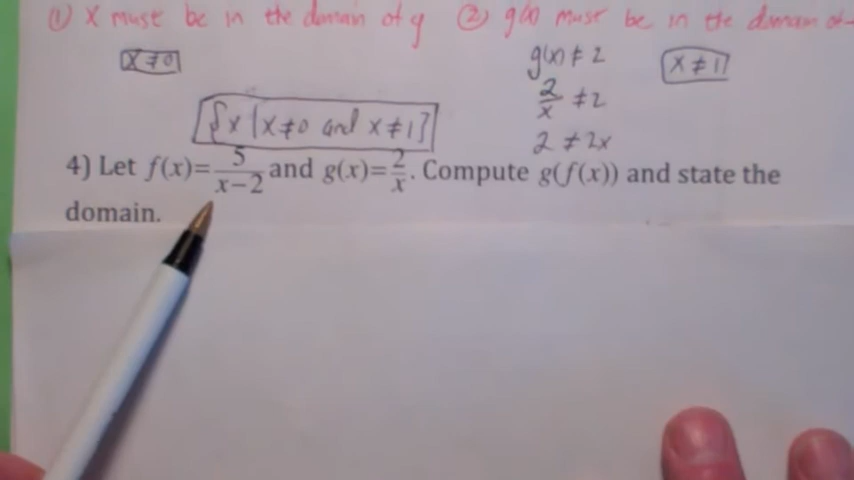 ① X must be in the domain of g ② g(x) must be in the domain of
x≠0 g(x) ≠ 2 x ≠ 1
2/x ≠ 2
{x | x≠0 and x≠1}
2 ≠ 2x
4) Let f(x)=5/(x−2) and g(x)=2/x. Compute g(f(x)) and state the
domain.